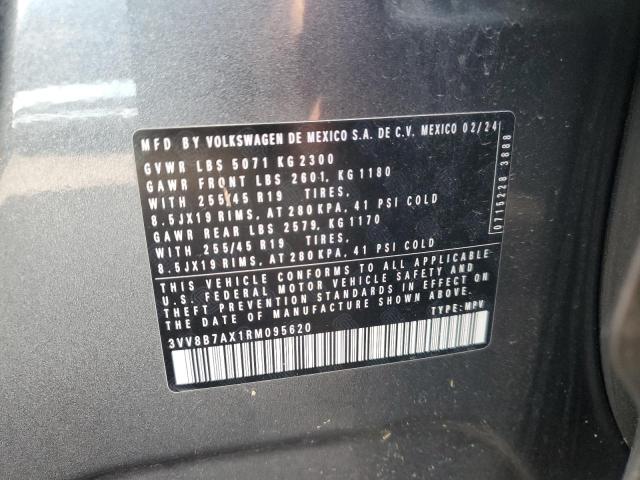 MFD BY VOLKSWAGEN DE MEXICO S.A. DE C.V. MEXICO 02/24
GVWR LBS 5071 KG 2300
GAWR FRONT LBS 2601, KG 1180
WITH 255/45 R19 TIRES,
8.5JX19 RIMS, AT 280 KPA, 41 PSI COLD
GAWR REAR LBS 2579, KG 1170
WITH 255/45 R19 TIRES,
8.5JX19 RIMS, AT 280 KPA, 41 PSI COLD
THIS VEHICLE CONFORMS TO ALL APPLICABLE
U.S. FEDERAL MOTOR VEHICLE SAFETY AND
THEFT PREVENTION STANDARDS IN EFFECT ON
THE DATE OF MANUFACTURE SHOWN ABOVE.
3VV8B7AX1RM095620 TYPE: MPV
0715228 3888